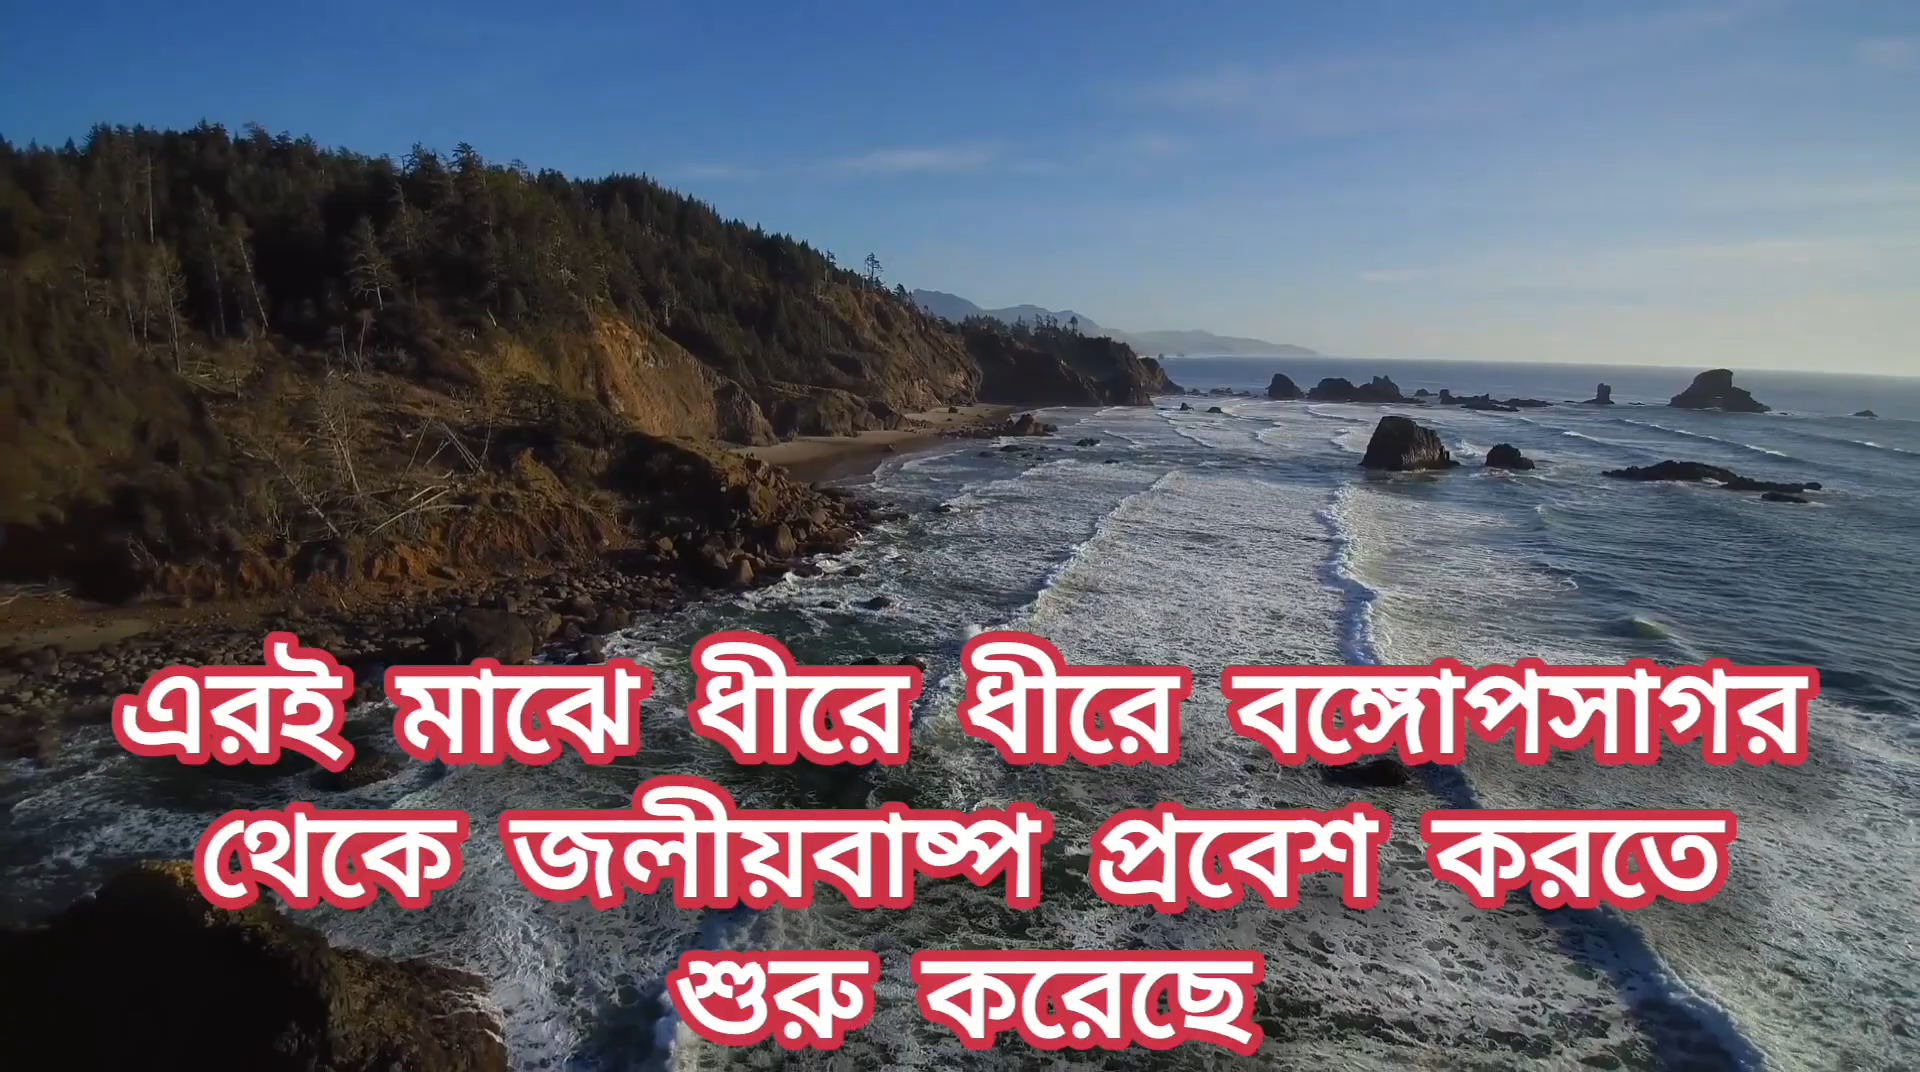 এরই মাঝে ধীরে ধীরে বঙ্গোপসাগর
থেকে জলীয়বাষ্প প্রবেশ করতে
শুরু করেছে